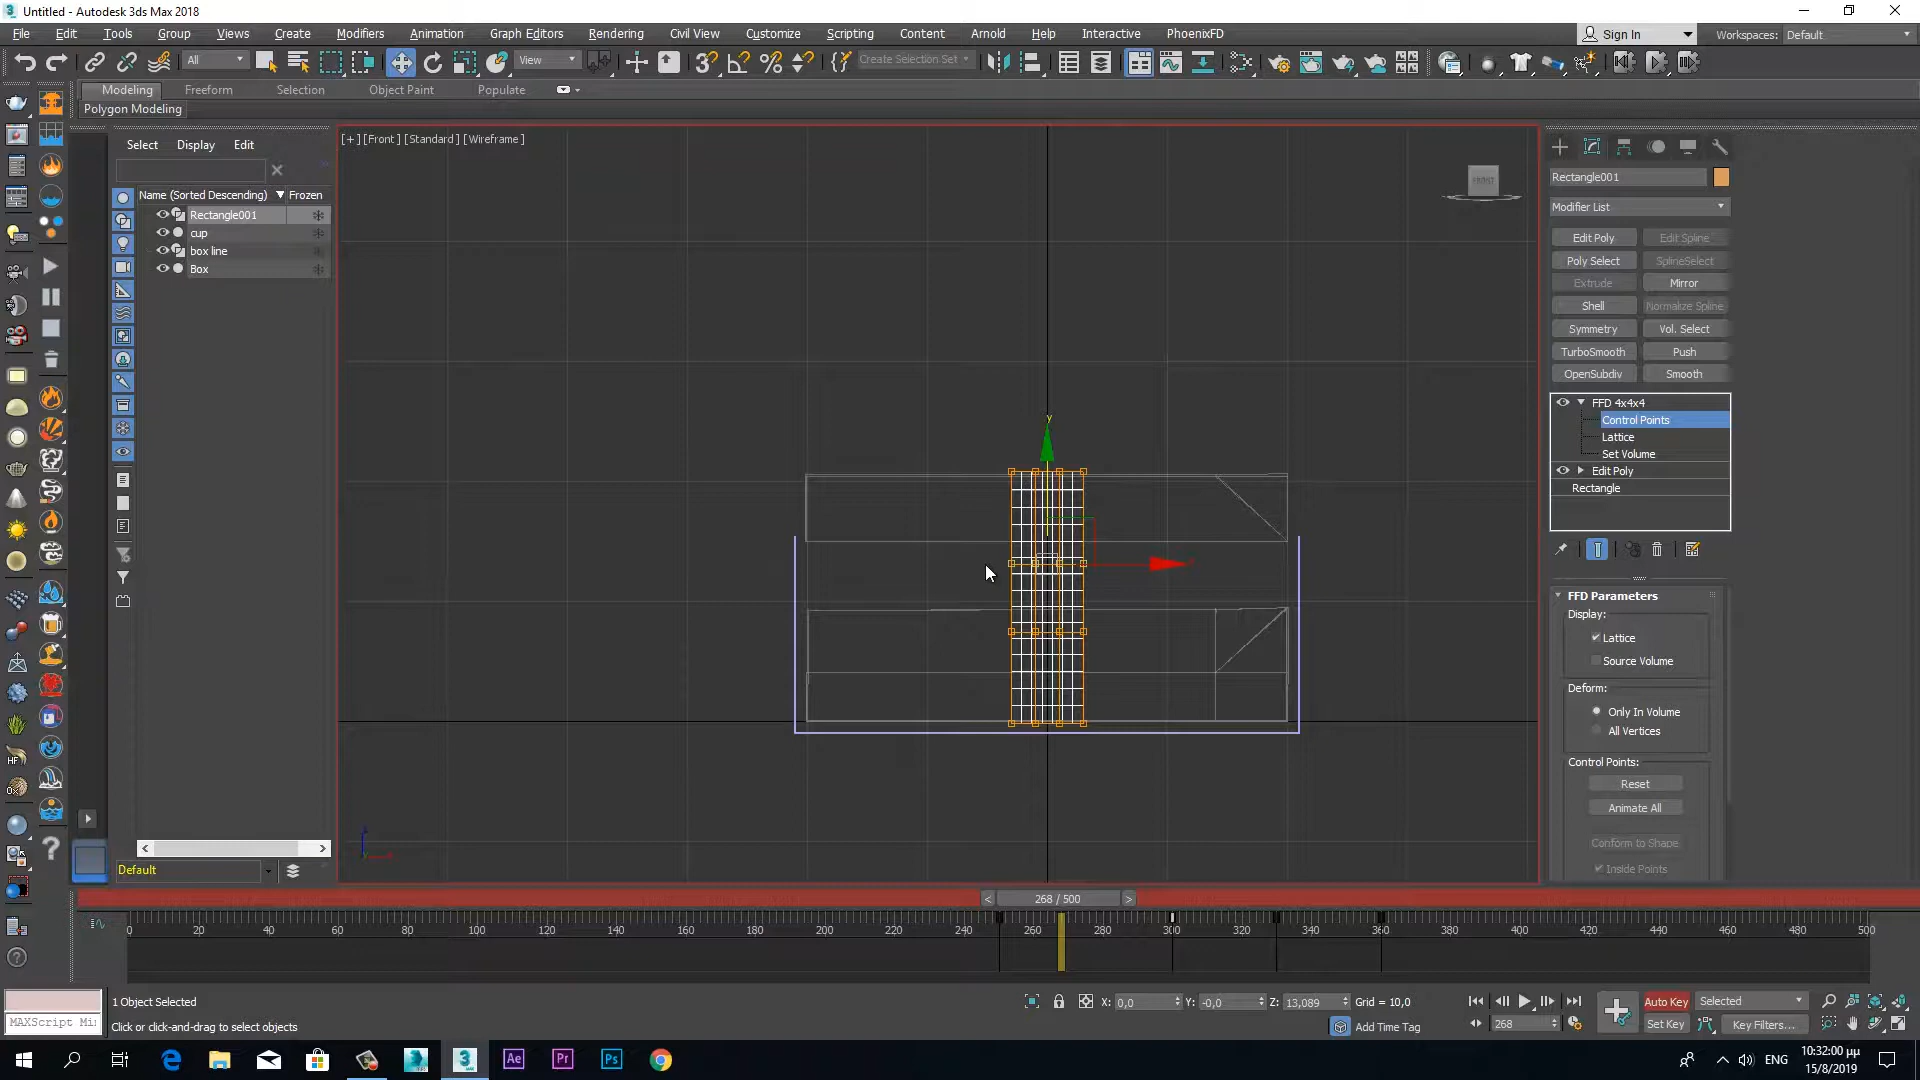 Untitled - Autodesk 3ds Max 2018
File Edit Tools Group Views Create Modifiers Animation Graph Editors Rendering Civil View Customize Scripting Content Arnold Help Interactive PhoenixFD
Sign In
Workspaces: Default
All
View
Create Selection Set
Modeling Freeform Selection Object Paint Populate
Polygon Modeling
Select Display Edit
Name (Sorted Descending) Frozen
Rectangle001
cup
box line
Box
[+] [Front] [Standard] [Wireframe]
FRONT
y
Rectangle001
Modifier List
Edit Poly Edit Spline
Poly Select SplineSelect
Extrude Mirror
Shell Normalize Spline
Symmetry Vol. Select
TurboSmooth Push
OpenSubdiv Smooth
FFD 4x4x4
Control Points
Lattice
Set Volume
Edit Poly
Rectangle
FFD Parameters
Display:
Lattice
Source Volume
Deform:
Only In Volume
All Vertices
Control Points:
Reset
Animate All
Conform to Shape
Inside Points
Default
< 268 / 500 >
0 20 40 60 80 100 120 140 160 180 200 220 240 260 280 300 320 340 360 380 400 420 440 460 480 500
1 Object Selected
X: 0,0 Y: -0,0 Z: 13,089 Grid = 10,0
Auto Key Selected
MAXScript Mi
Click or click-and-drag to select objects
Add Time Tag
268
Set Key Key Filters...
Ae Pr Ps
ENG
10:32:00 μμ
15/8/2019